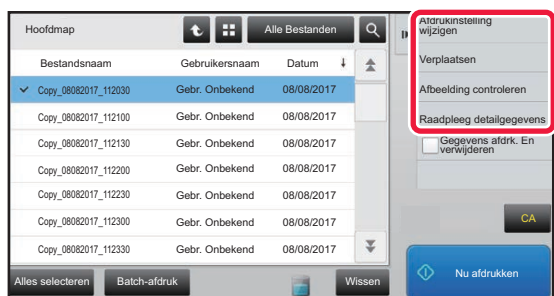 Hoofdmap
Alle Bestanden
Bestandsnaam Gebruikersnaam Datum
Copy_08082017_112030 Gebr. Onbekend 08/08/2017
Copy_08082017_112100 Gebr. Onbekend 08/08/2017
Copy_08082017_112130 Gebr. Onbekend 08/08/2017
Copy_08082017_112200 Gebr. Onbekend 08/08/2017
Copy_08082017_112230 Gebr. Onbekend 08/08/2017
Copy_08082017_112300 Gebr. Onbekend 08/08/2017
Copy_08082017_112330 Gebr. Onbekend 08/08/2017
Alles selecteren
Batch-afdruk
Wissen
Afdrukinstelling
wijzigen
Verplaatsen
Afbeelding controleren
Raadpleeg detailgegevens
Gegevens afdrk. En
verwijderen
CA
Nu afdrukken